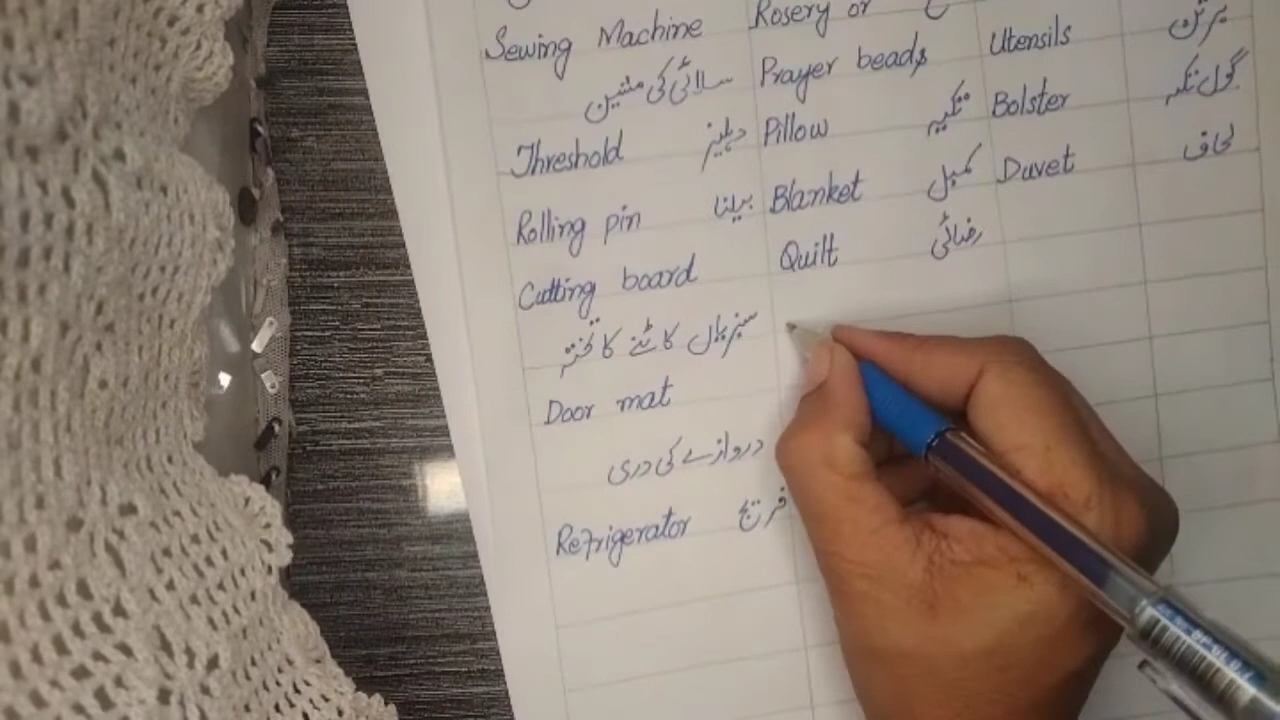 Sewing Machine
سلائی کی مشین
Threshold دہلیز
Rolling pin بیلنا
Cutting board
سبزیاں کاٹنے کا تختہ
Door mat
دروازے کی دری
Refrigerator فریج
Rosery or
Prayer beads
Pillow تکیہ
Blanket کمبل
Quilt رضائی
Utensils برتن
Bolster گول تکیہ
Duvet لحاف